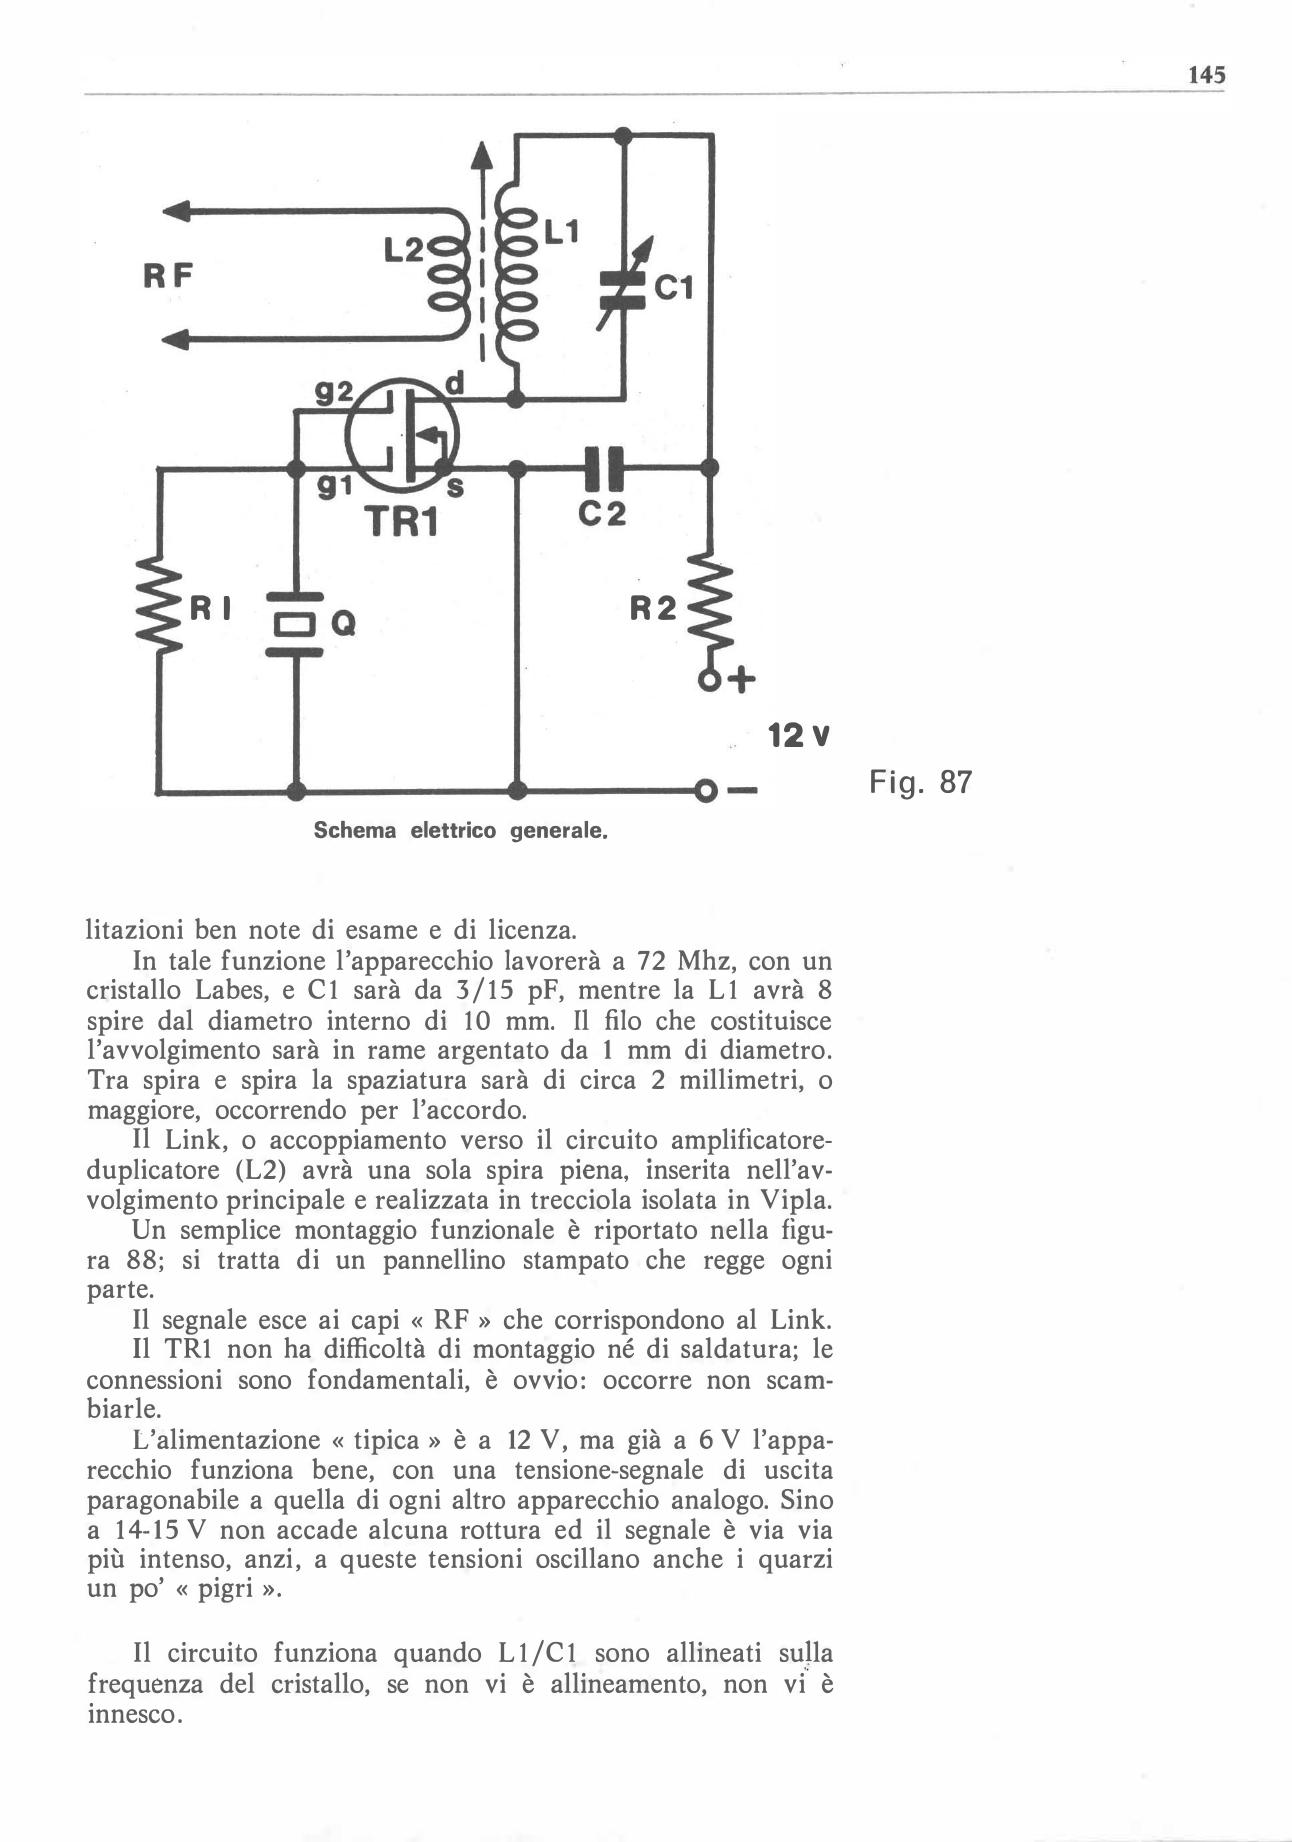 145
L1
L2
RF
C1
g2
d
g1
s
TR1
C2
R1
Q
R2
+
12 v
Fig. 87
–
Schema elettrico generale.
litazioni ben note di esame e di licenza.
In tale funzione l'apparecchio lavorerà a 72 Mhz, con un
cristallo Labes, e C1 sarà da 3/15 pF, mentre la L1 avrà 8
spire dal diametro interno di 10 mm. Il filo che costituisce
l'avvolgimento sarà in rame argentato da 1 mm di diametro.
Tra spira e spira la spaziatura sarà di circa 2 millimetri, o
maggiore, occorrendo per l'accordo.
Il Link, o accoppiamento verso il circuito amplificatore-
duplicatore (L2) avrà una sola spira piena, inserita nell'av-
volgimento principale e realizzata in trecciola isolata in Vipla.
Un semplice montaggio funzionale è riportato nella figu-
ra 88; si tratta di un pannellino stampato che regge ogni
parte.
Il segnale esce ai capi « RF » che corrispondono al Link.
Il TR1 non ha difficoltà di montaggio né di saldatura; le
connessioni sono fondamentali, è ovvio: occorre non scam-
biarle.
L'alimentazione « tipica » è a 12 V, ma già a 6 V l'appa-
recchio funziona bene, con una tensione-segnale di uscita
paragonabile a quella di ogni altro apparecchio analogo. Sino
a 14-15 V non accade alcuna rottura ed il segnale è via via
più intenso, anzi, a queste tensioni oscillano anche i quarzi
un po' « pigri ».
Il circuito funziona quando L1/C1 sono allineati sulla
frequenza del cristallo, se non vi è allineamento, non vi è
innesco.